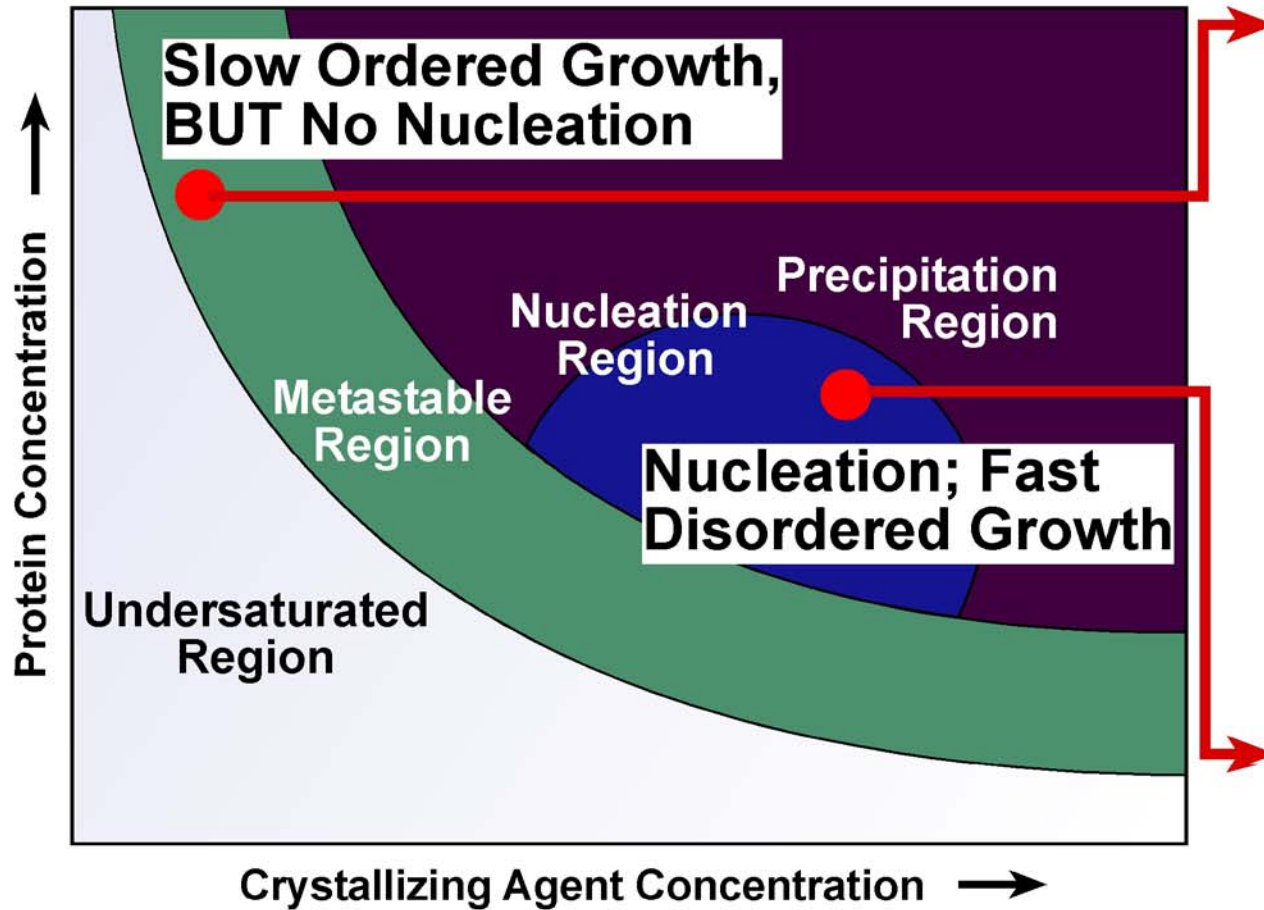 Slow Ordered Growth,
BUT No Nucleation
Protein Concentration
Precipitation
Region
Nucleation
Region
Metastable
Region
Nucleation; Fast
Disordered Growth
Undersaturated
Region
Crystallizing Agent Concentration